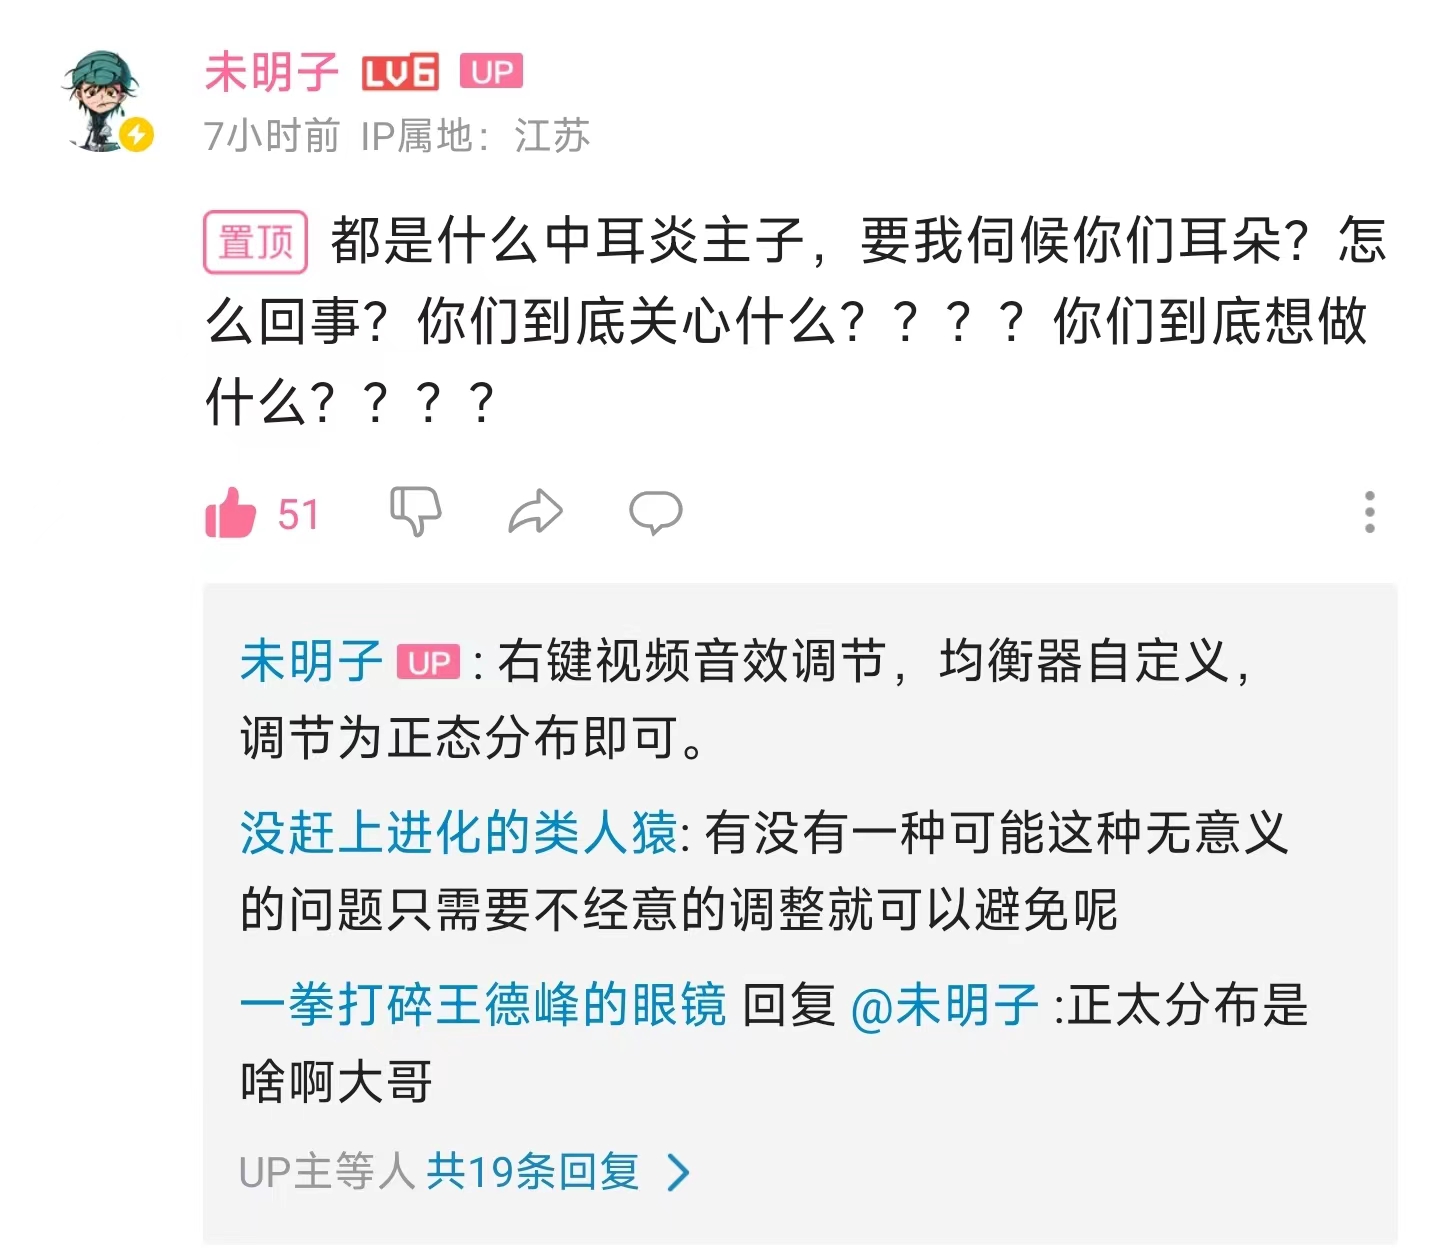 未明子 LV6 UP
7小时前 IP属地：江苏
置顶 都是什么中耳炎主子，要我伺候你们耳朵？怎
么回事？你们到底关心什么？？？？你们到底想做
什么？？？？
51
未明子 UP : 右键视频音效调节，均衡器自定义，
调节为正态分布即可。
没赶上进化的类人猿: 有没有一种可能这种无意义
的问题只需要不经意的调整就可以避免呢
一拳打碎王德峰的眼镜 回复 @未明子 :正太分布是
啥啊大哥
UP主等人 共19条回复